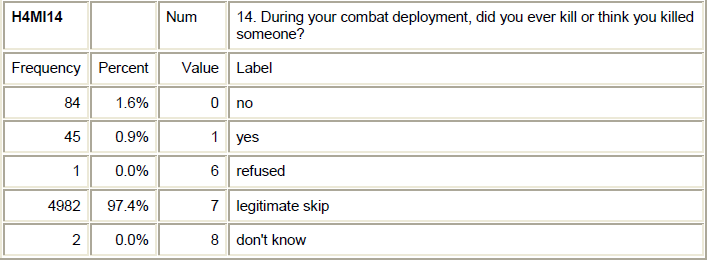 H4MI14 Num 14. During your combat deployment, did you ever kill or think you killed
someone?
Frequency Percent Value Label
84 1.6% 0 no
45 0.9% 1 yes
1 0.0% 6 refused
4982 97.4% 7 legitimate skip
2 0.0% 8 don't know